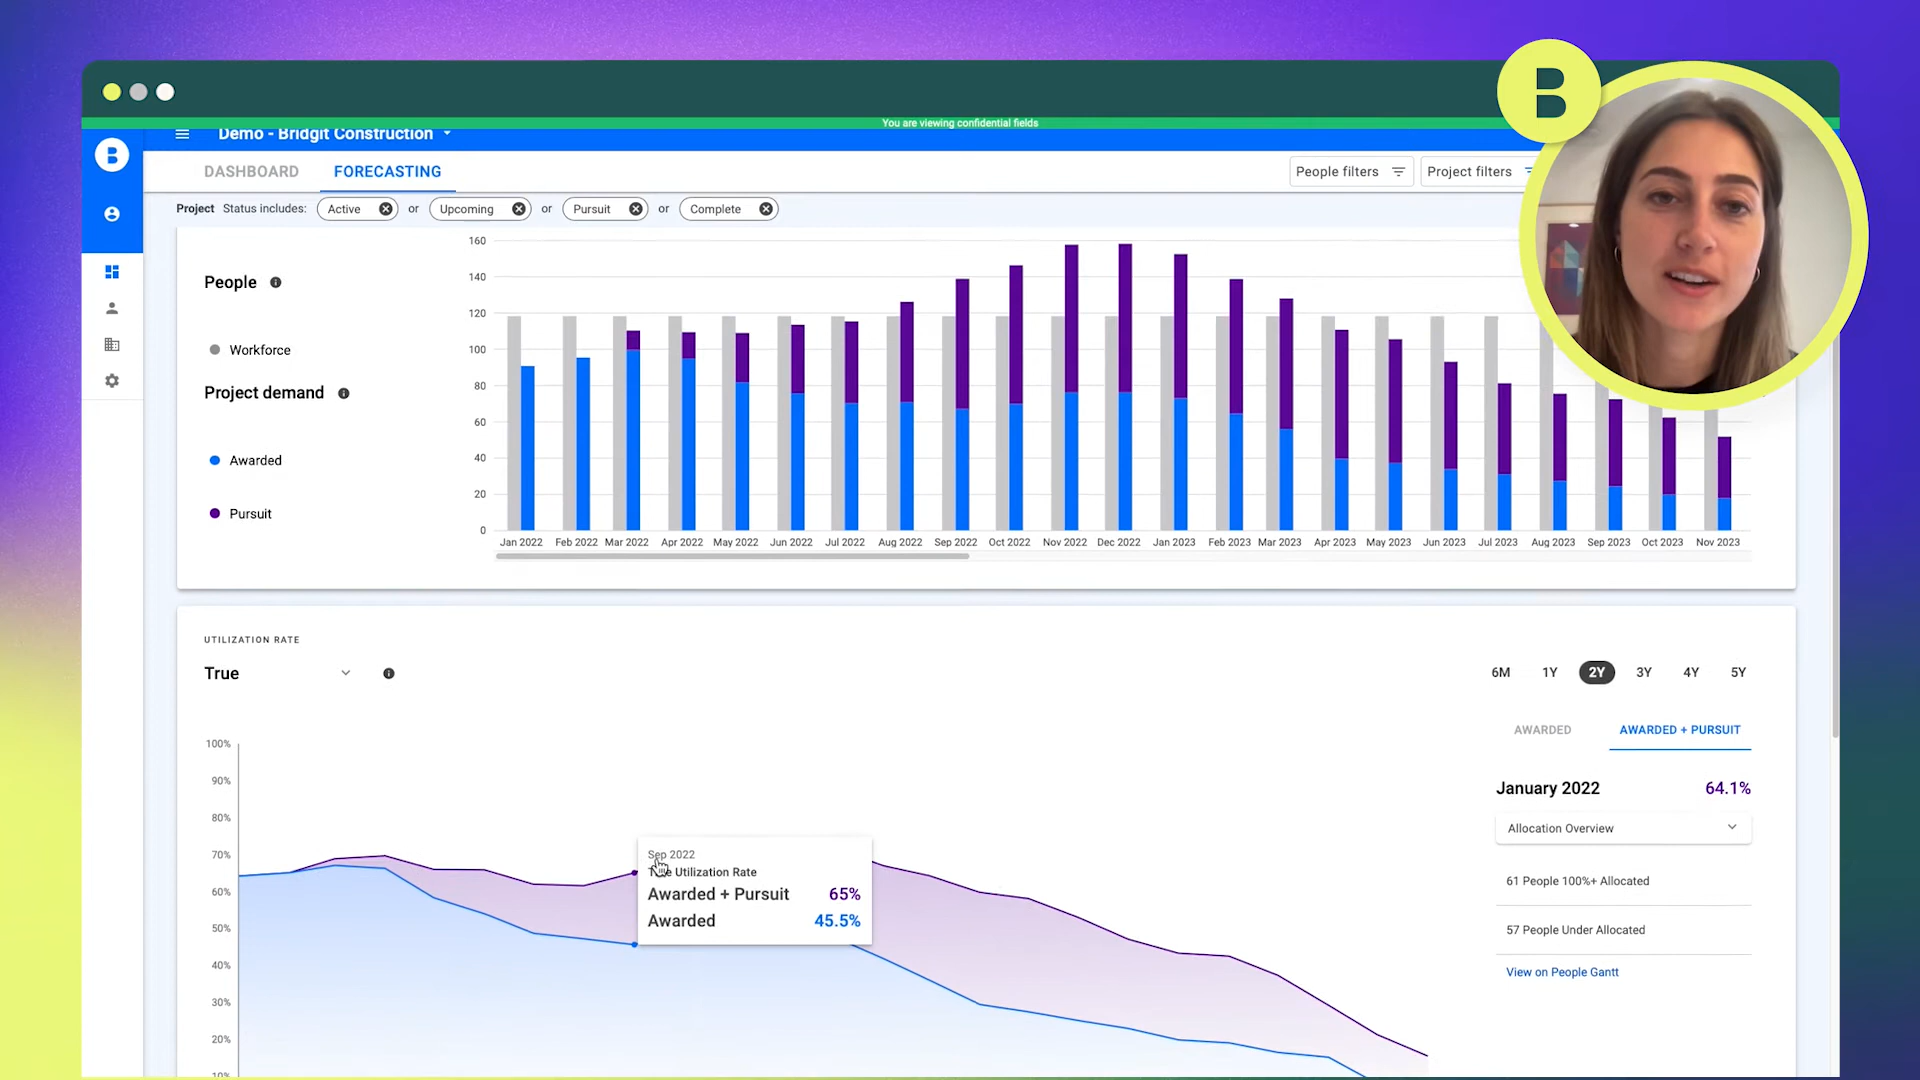 B
You are viewing confidential fields
B
Demo - Bridgit Construction
DASHBOARD FORECASTING
People filters Project filters
Project Status includes: Active or Upcoming or Pursuit or Complete
People
Workforce
Project demand
Awarded
Pursuit
160
140
120
100
80
60
40
20
0
Jan 2022 Feb 2022 Mar 2022 Apr 2022 May 2022 Jun 2022 Jul 2022 Aug 2022 Sep 2022 Oct 2022 Nov 2022 Dec 2022 Jan 2023 Feb 2023 Mar 2023 Apr 2023 May 2023 Jun 2023 Jul 2023 Aug 2023 Sep 2023 Oct 2023 Nov 2023
UTILIZATION RATE
True
6M 1Y 2Y 3Y 4Y 5Y
AWARDED AWARDED + PURSUIT
January 2022 64.1%
Allocation Overview
61 People 100%+ Allocated
57 People Under Allocated
View on People Gantt
100%
90%
80%
70%
60%
50%
40%
30%
20%
10%
Sep 2022
Utilization Rate
Awarded + Pursuit 65%
Awarded 45.5%